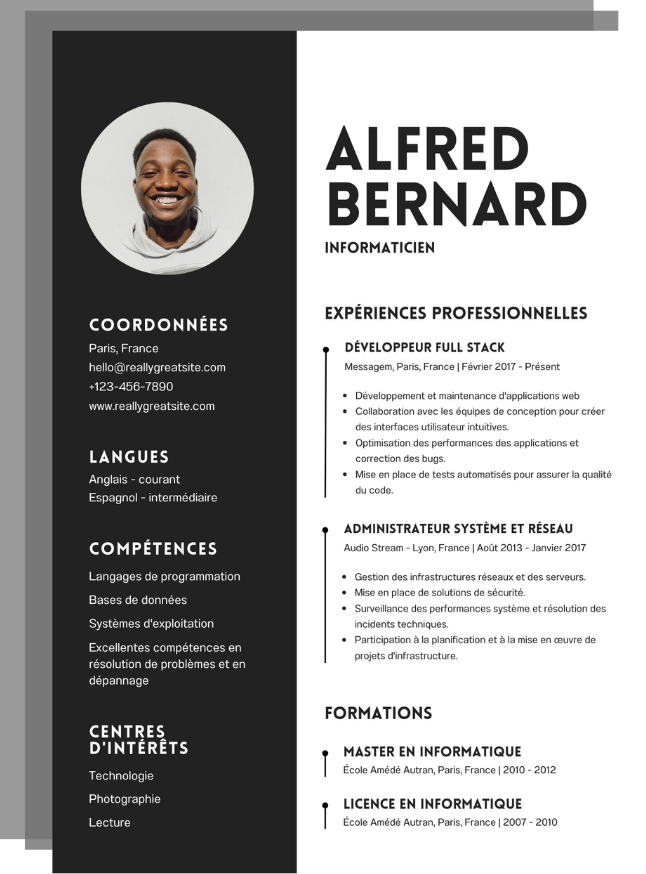 ALFRED
BERNARD
INFORMATICIEN
COORDONNÉES
Paris, France
hello@reallygreatsite.com
+123-456-7890
www.reallygreatsite.com
LANGUES
Anglais - courant
Espagnol - intermédiaire
COMPÉTENCES
Langages de programmation
Bases de données
Systèmes d'exploitation
Excellentes compétences en
résolution de problèmes et en
dépannage
CENTRES
D'INTÉRÊTS
Technologie
Photographie
Lecture
EXPÉRIENCES PROFESSIONNELLES
DÉVELOPPEUR FULL STACK
Messagem, Paris, France | Février 2017 - Présent
• Développement et maintenance d'applications web
• Collaboration avec les équipes de conception pour créer
des interfaces utilisateur intuitives.
• Optimisation des performances des applications et
correction des bugs.
• Mise en place de tests automatisés pour assurer la qualité
du code.
ADMINISTRATEUR SYSTÈME ET RÉSEAU
Audio Stream - Lyon, France | Août 2013 - Janvier 2017
• Gestion des infrastructures réseaux et des serveurs.
• Mise en place de solutions de sécurité.
• Surveillance des performances système et résolution des
incidents techniques.
• Participation à la planification et à la mise en œuvre de
projets d'infrastructure.
FORMATIONS
MASTER EN INFORMATIQUE
École Amédé Autran, Paris, France | 2010 - 2012
LICENCE EN INFORMATIQUE
École Amédé Autran, Paris, France | 2007 - 2010